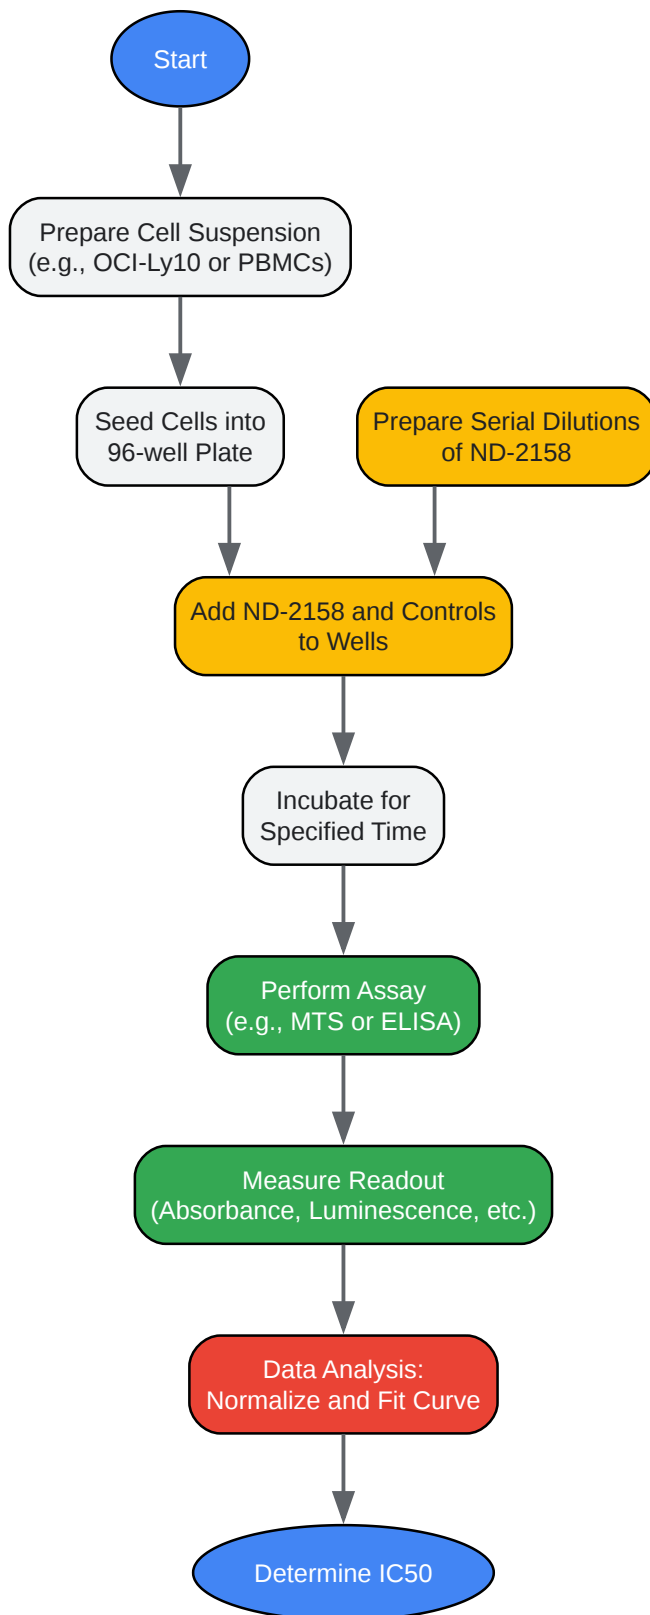 Start
Prepare Cell Suspension
(e.g., OCI-Ly10 or PBMCs)
Seed Cells into
96-well Plate
Prepare Serial Dilutions
of ND-2158
Add ND-2158 and Controls
to Wells
Incubate for
Specified Time
Perform Assay
(e.g., MTS or ELISA)
Measure Readout
(Absorbance, Luminescence, etc.)
Data Analysis:
Normalize and Fit Curve
Determine IC50